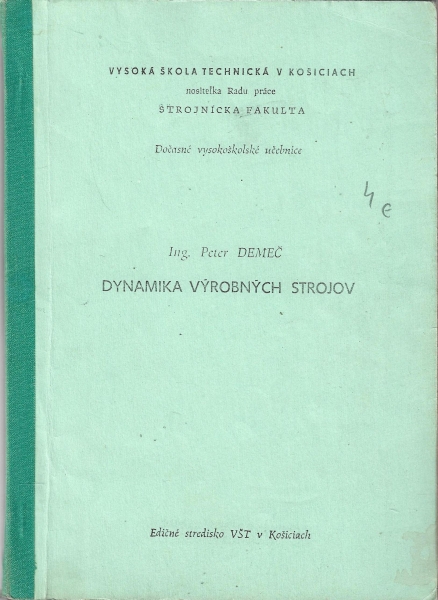 VYSOKÁ ŠKOLA TECHNICKÁ V KOŠICIACH
nositeľka Radu práce
STROJNÍCKA FAKULTA
Dočasné vysokoškolské učebnice
4 e
Ing. Peter DEMEČ
DYNAMIKA VÝROBNÝCH STROJOV
Edičné stredisko VŠT v Košiciach